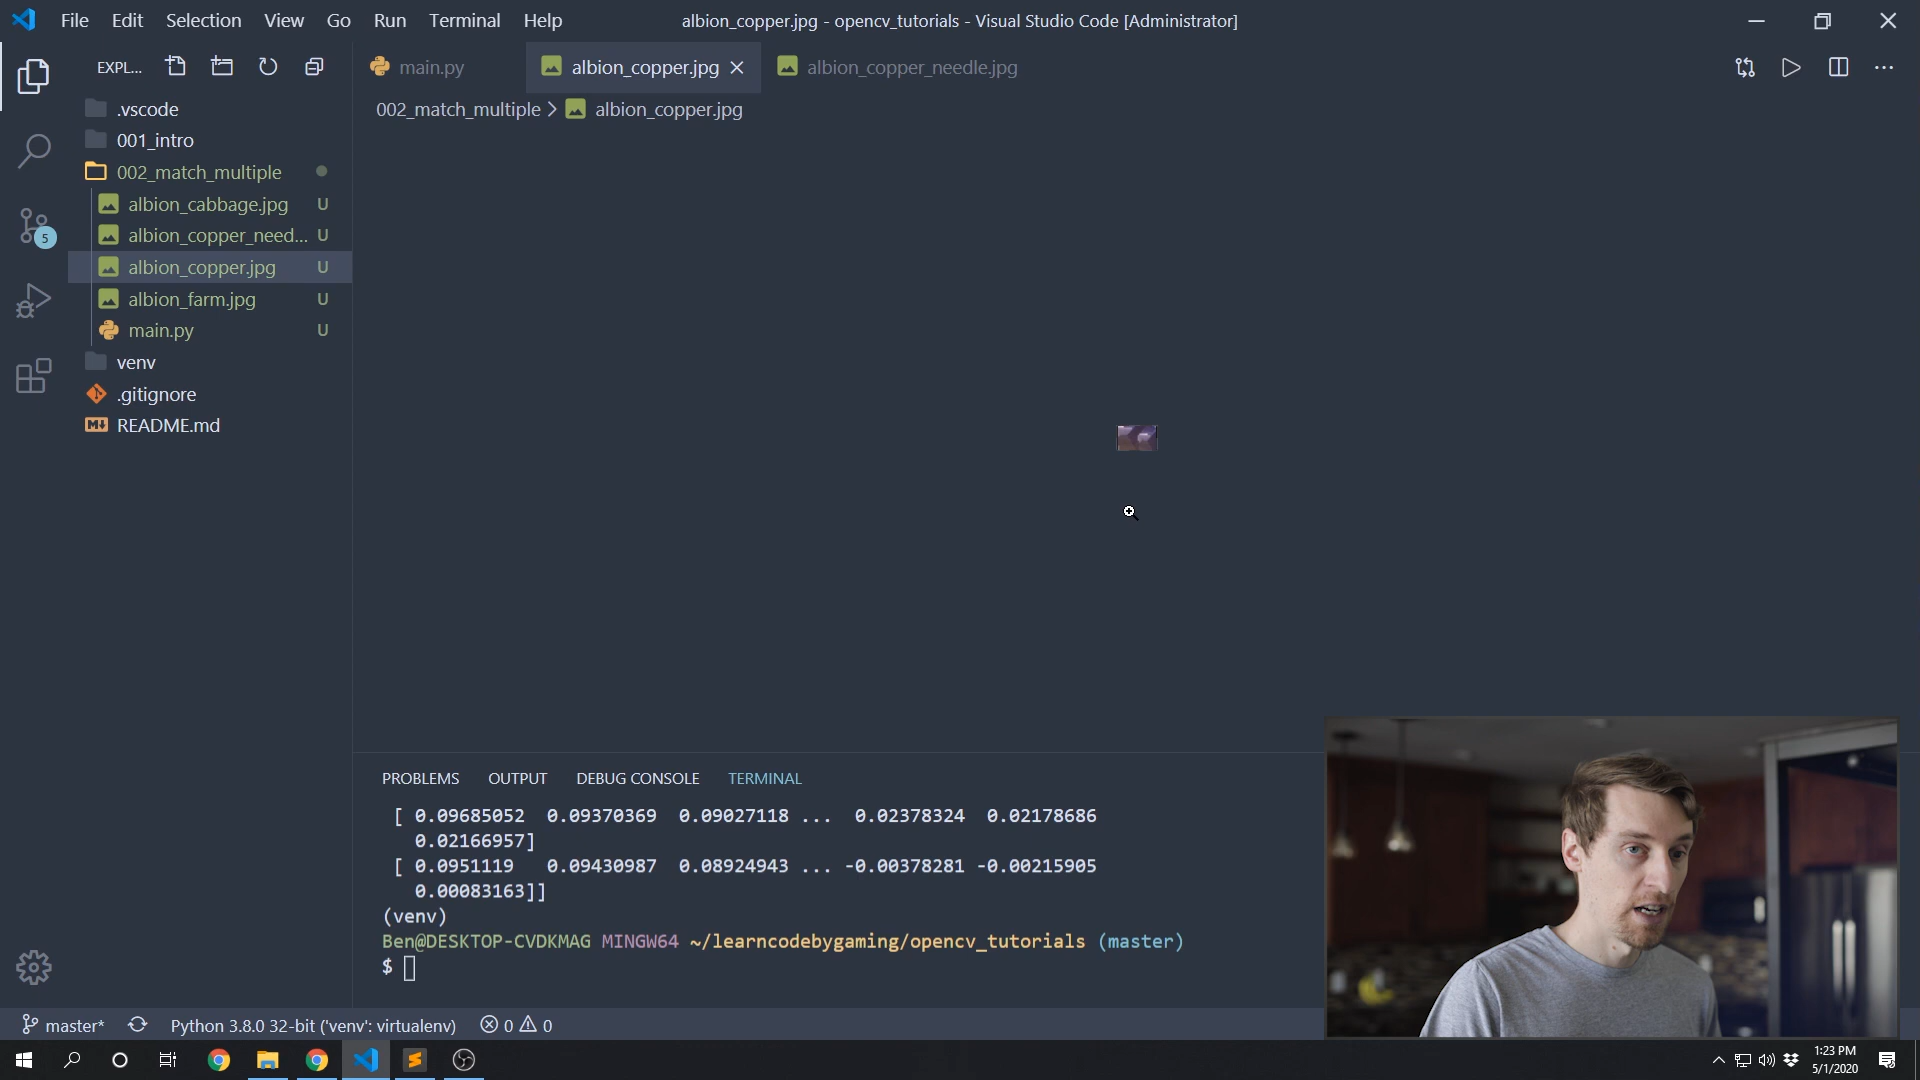 File Edit Selection View Go Run Terminal Help
albion_copper.jpg - opencv_tutorials - Visual Studio Code [Administrator]
EXPL...
main.py
albion_copper.jpg
albion_copper_needle.jpg
002_match_multiple > albion_copper.jpg
.vscode
001_intro
002_match_multiple
albion_cabbage.jpg U
albion_copper_need... U
albion_copper.jpg U
albion_farm.jpg U
main.py U
venv
.gitignore
README.md
5
PROBLEMS OUTPUT DEBUG CONSOLE TERMINAL
[ 0.09685052 0.09370369 0.09027118 ... 0.02378324 0.02178686
0.02166957]
[ 0.0951119 0.09430987 0.08924943 ... -0.00378281 -0.00215905
0.00083163]]
(venv)
Ben@DESKTOP-CVDKMAG MINGW64 ~/learncodebygaming/opencv_tutorials (master)
$
master* Python 3.8.0 32-bit ('venv': virtualenv) 0 0
1:23 PM
5/1/2020